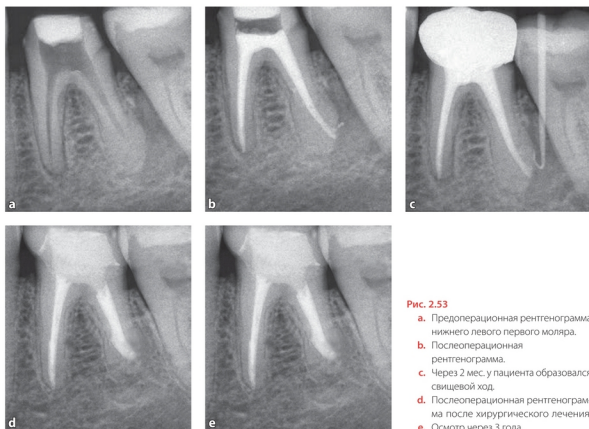 a
b
c
d
e
Рис. 2.53
a. Предоперационная рентгенограмма
нижнего левого первого моляра.
b. Послеоперационная
рентгенограмма.
c. Через 2 мес. у пациента образовался
свищевой ход.
d. Послеоперационная рентгенограм-
ма после хирургического лечения.
e. Осмотр через 3 года.